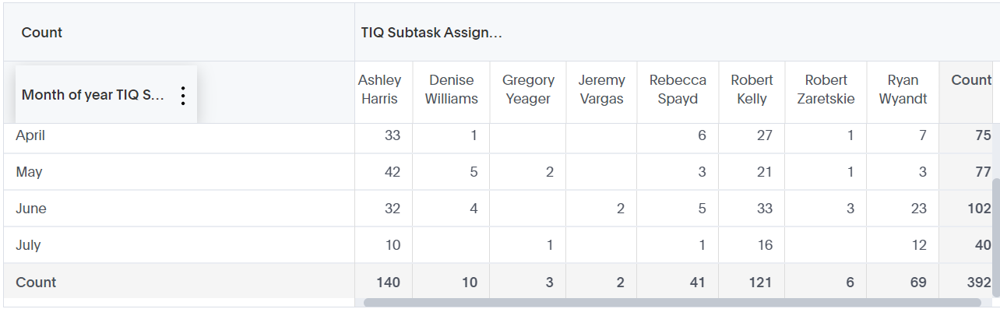 Count TIQ Subtask Assign...
Month of year TIQ S... Ashley Harris Denise Williams Gregory Yeager Jeremy Vargas Rebecca Spayd Robert Kelly Robert Zaretskie Ryan Wyandt Count
April 33 1 6 27 1 7 75
May 42 5 2 3 21 1 3 77
June 32 4 2 5 33 3 23 102
July 10 1 1 16 12 40
Count 140 10 3 2 41 121 6 69 392